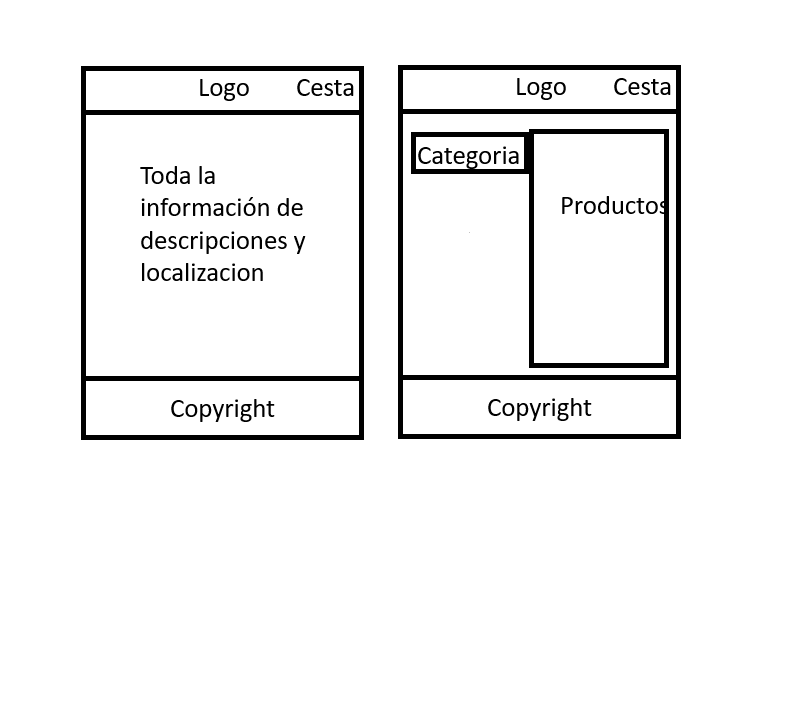 Logo Cesta
Toda la
información de
descripciones y
localizacion
Copyright
Logo Cesta
Categoria
Productos
Copyright